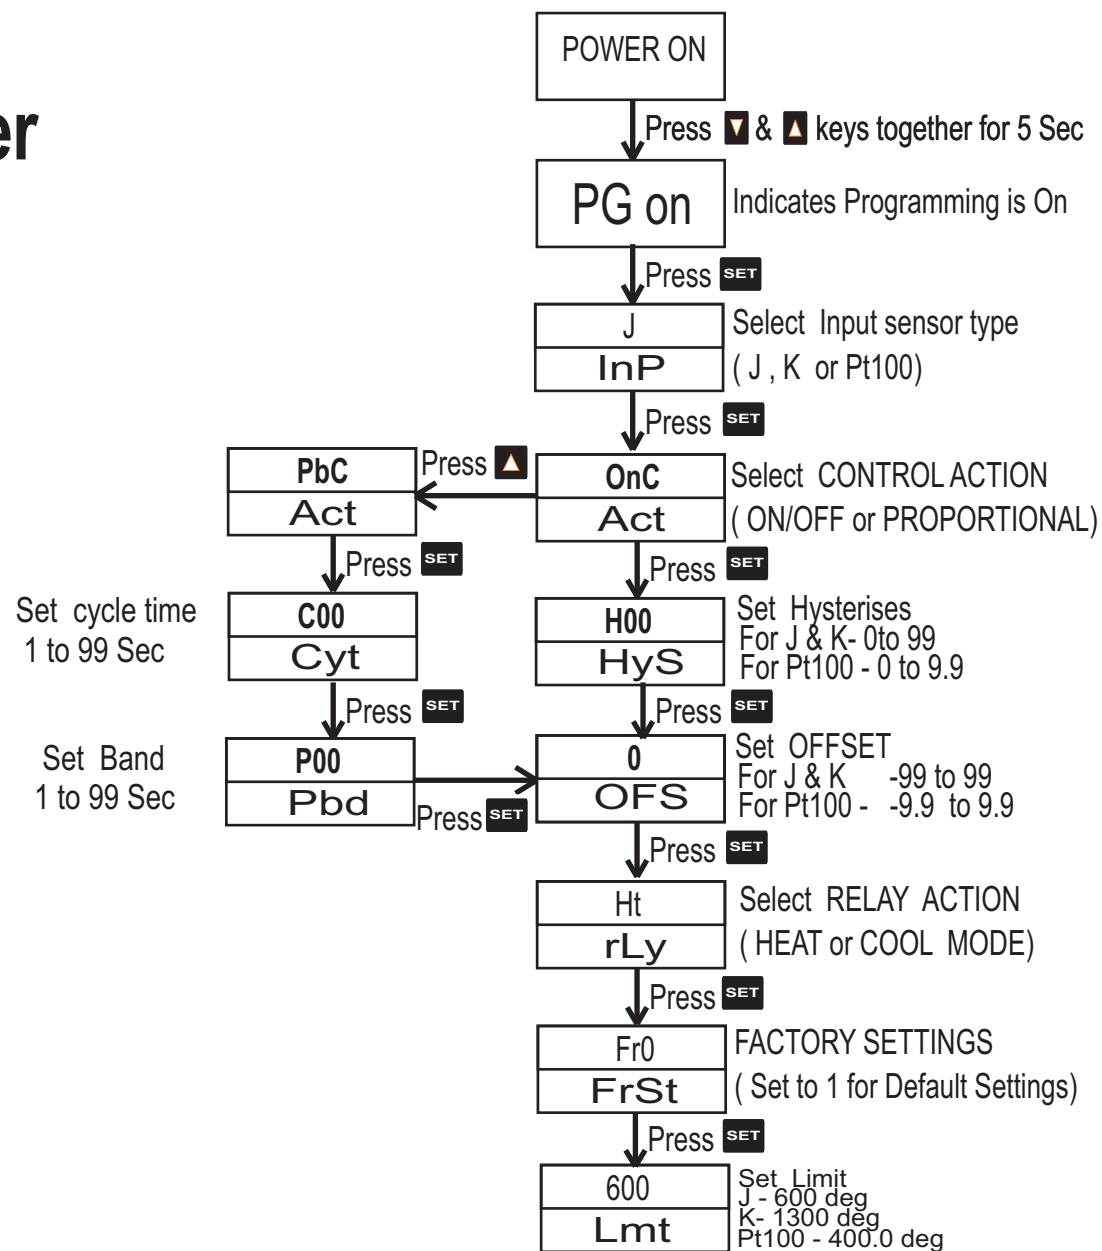 er
POWER ON
Press & keys together for 5 Sec
PG on
Indicates Programming is On
Press SET
J
InP
Select Input sensor type
( J , K or Pt100)
Press SET
PbC
Act
Press
OnC
Act
Select CONTROL ACTION
( ON/OFF or PROPORTIONAL)
Press SET
Press SET
Set cycle time
1 to 99 Sec
C00
Cyt
H00
HyS
Set Hysterises
For J & K- 0to 99
For Pt100 - 0 to 9.9
Press SET
Press SET
Set Band
1 to 99 Sec
P00
Pbd
Press SET
0
OFS
Set OFFSET
For J & K -99 to 99
For Pt100 - -9.9 to 9.9
Press SET
Ht
rLy
Select RELAY ACTION
( HEAT or COOL MODE)
Press SET
Fr0
FrSt
FACTORY SETTINGS
( Set to 1 for Default Settings)
Press SET
600
Lmt
Set Limit
J - 600 deg
K- 1300 deg
Pt100 - 400.0 deg